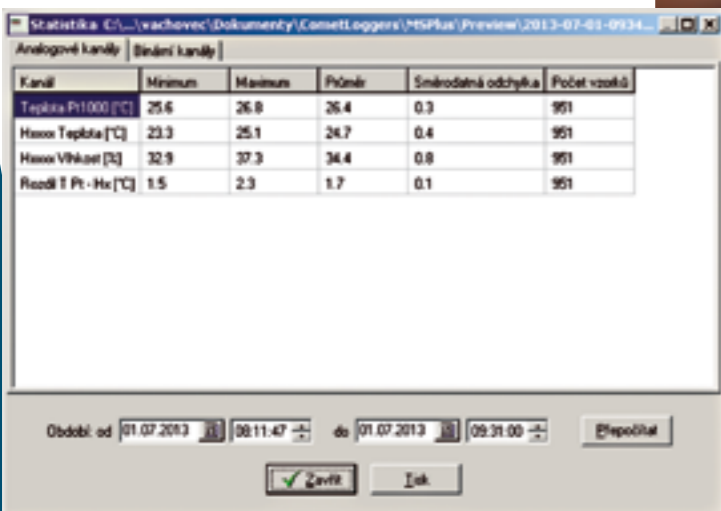 Statistika C:\...\vachovec\Dokumenty\CometLoggers\MSPlus\Preview\2013-07-01-0934...
Analogové kanály Binární kanály
Kanál Minimum Maximum Průměr Směrodatná odchylka Počet vzorků
Teplota Pt1000 [°C] 25.6 26.8 26.4 0.3 951
Hxxxx Teplota [°C] 23.3 25.1 24.7 0.4 951
Hxxxx Vlhkost [%] 32.9 37.3 34.4 0.8 951
Rozdíl T Pt - Hx [°C] 1.5 2.3 1.7 0.1 951
Období: od 01.07.2013 08:11:47 do 01.07.2013 09:31:00 Přepočítat
Zavřít Tisk